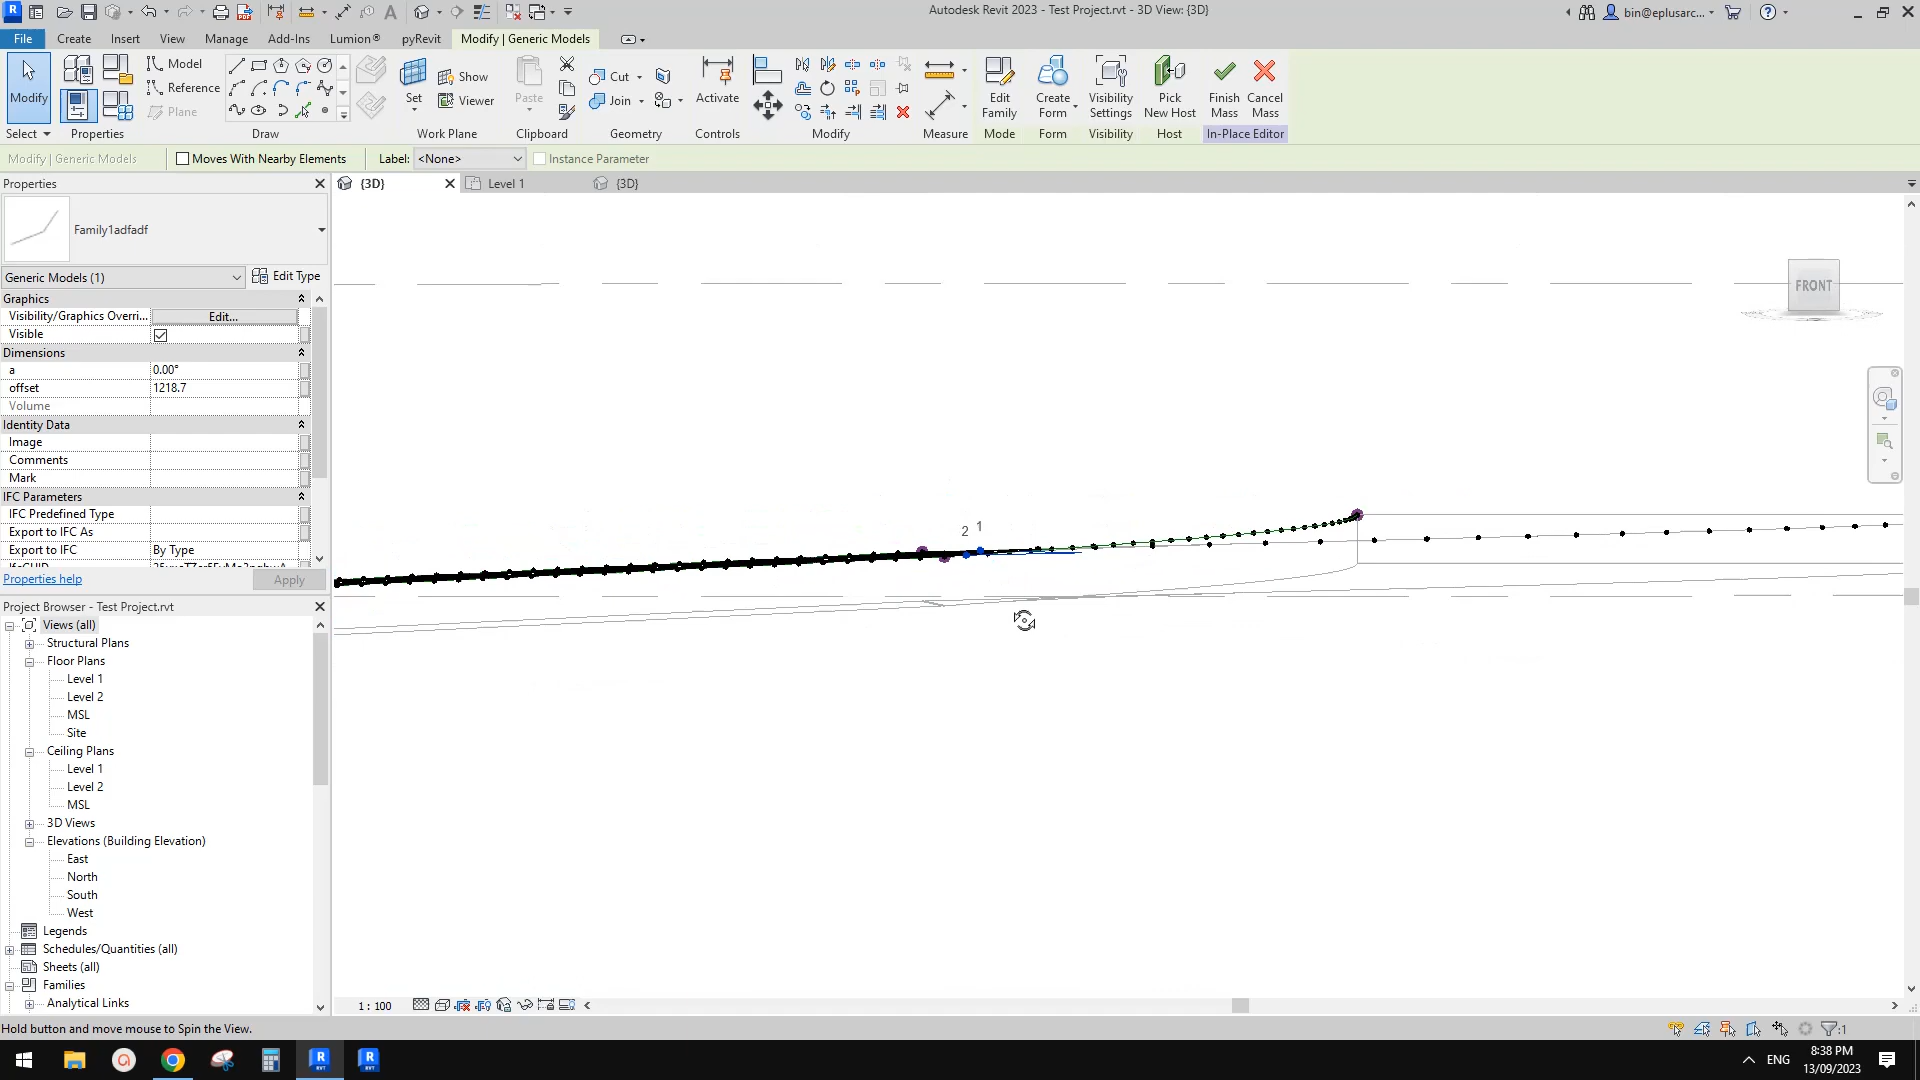 Autodesk Revit 2023 - Test Project.rvt - 3D View: {3D}
bin@eplusarc...
File
Create
Insert
View
Manage
Add-Ins
Lumion®
pyRevit
Modify | Generic Models
Modify
Model
Reference
Plane
Set
Show
Viewer
Paste
Cut
Join
Activate
Edit Family
Create Form
Visibility Settings
Pick New Host
Finish Mass
Cancel Mass
Select
Properties
Draw
Work Plane
Clipboard
Geometry
Controls
Modify
Measure
Mode
Form
Visibility
Host
In-Place Editor
Modify | Generic Models
Moves With Nearby Elements
Label:
<None>
Instance Parameter
Properties
{3D}
Level 1
{3D}
Family1adfadf
Generic Models (1)
Edit Type
Graphics
Visibility/Graphics Overri...
Edit...
Visible
Dimensions
a
0.00°
offset
1218.7
Volume
Identity Data
Image
Comments
Mark
IFC Parameters
IFC Predefined Type
Export to IFC As
Export to IFC
By Type
Properties help
Apply
FRONT
2
1
Project Browser - Test Project.rvt
Views (all)
Structural Plans
Floor Plans
Level 1
Level 2
MSL
Site
Ceiling Plans
Level 1
Level 2
MSL
3D Views
Elevations (Building Elevation)
East
North
South
West
Legends
Schedules/Quantities (all)
Sheets (all)
Families
Analytical Links
1 : 100
Hold button and move mouse to Spin the View.
:1
ENG
8:38 PM
13/09/2023